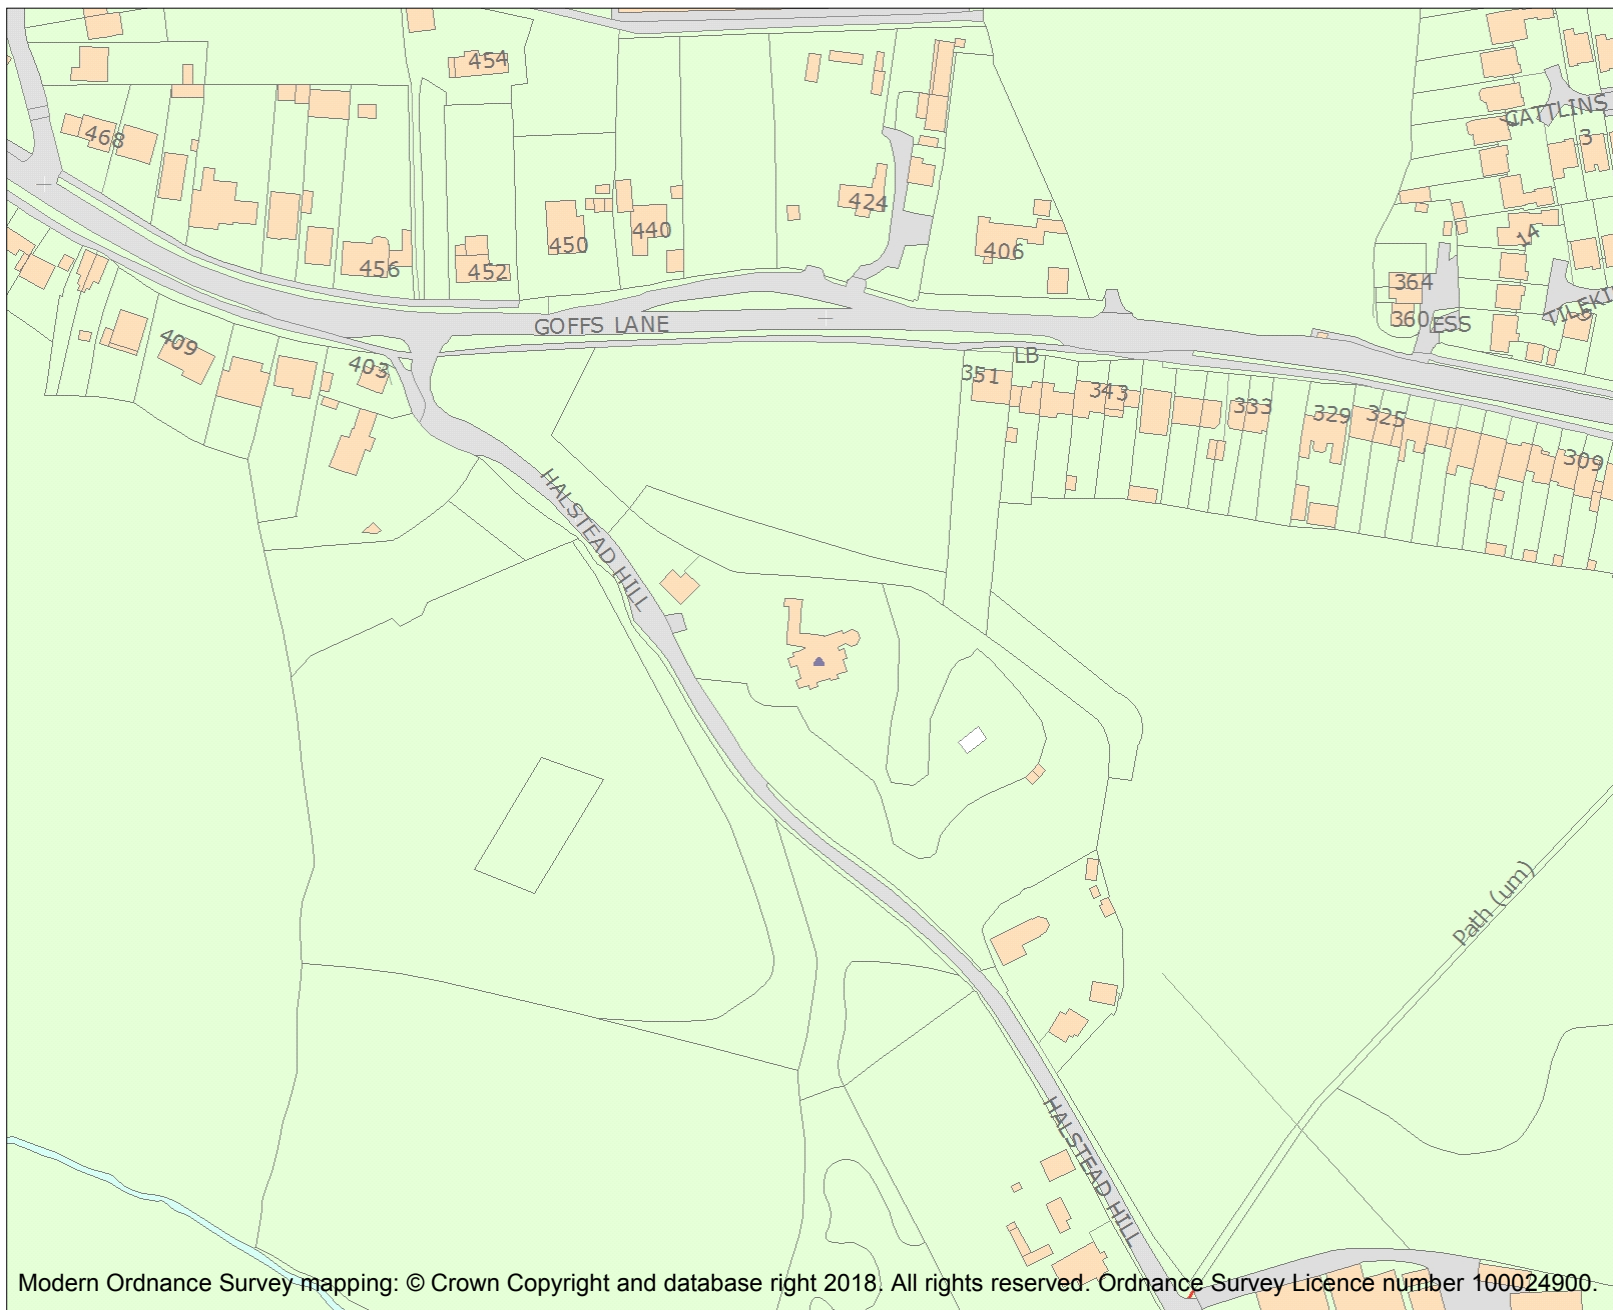 454
CATTLINS
468
3
424
440
450
406
14
456
452
364
360
ESS
GOFFS LANE
409
LB
403
351
343
333
329
325
309
HALSTEAD HILL
Path (um)
HALSTEAD HILL
Modern Ordnance Survey mapping: © Crown Copyright and database right 2018. All rights reserved. Ordnance Survey Licence number 100024900.